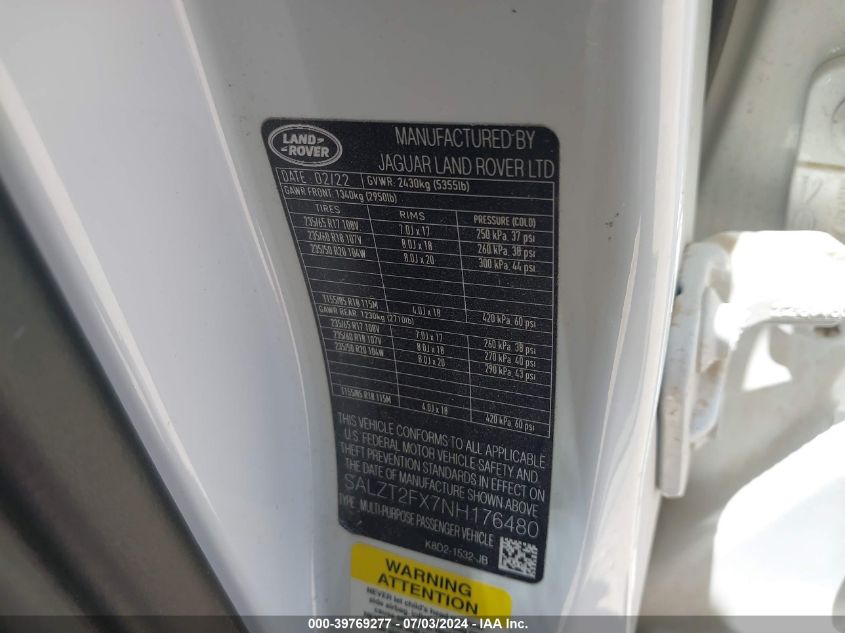 LAND-
-ROVER
MANUFACTURED BY
JAGUAR LAND ROVER LTD
DATE 02/22 GVWR: 2430kg (5355lb)
GAWR FRONT: 1340kg (2950lb)
TIRES RIMS PRESSURE (COLD)
235/65 R17 108V 7.0J x 17 250 kPa, 37 psi
235/60 R18 107V 8.0J x 18 260 kPa, 38 psi
235/50 R20 104W 8.0J x 20 300 kPa, 44 psi
T155/85 R18 115M 4.0J x 18 420 kPa, 60 psi
GAWR REAR: 1230kg (2710lb)
235/65 R17 108V 7.0J x 17 260 kPa, 38 psi
235/60 R18 107V 8.0J x 18 270 kPa, 40 psi
235/50 R20 104W 8.0J x 20 290 kPa, 43 psi
T155/85 R18 115M 4.0J x 18 420 kPa, 60 psi
THIS VEHICLE CONFORMS TO ALL APPLICABLE
U.S. FEDERAL MOTOR VEHICLE SAFETY AND
THEFT PREVENTION STANDARDS IN EFFECT ON
THE DATE OF MANUFACTURE SHOWN ABOVE
SALZT2FX7NH176480
TYPE: MULTI-PURPOSE PASSENGER VEHICLE
K8D2-1532-JB
WARNING
ATTENTION
NEVER let child's head
side airbag
000-39769277 - 07/03/2024 - IAA Inc.